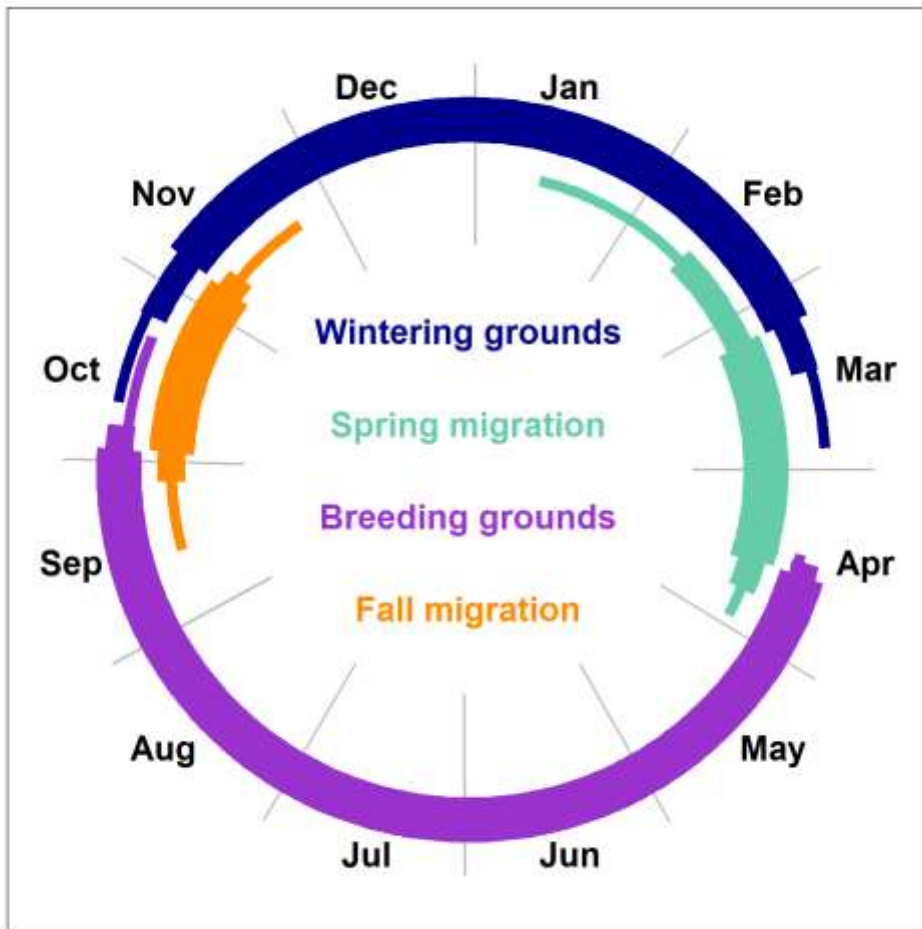 Dec
Jan
Nov
Feb
Wintering grounds
Oct
Mar
Spring migration
Breeding grounds
Sep
Apr
Fall migration
Aug
May
Jul
Jun